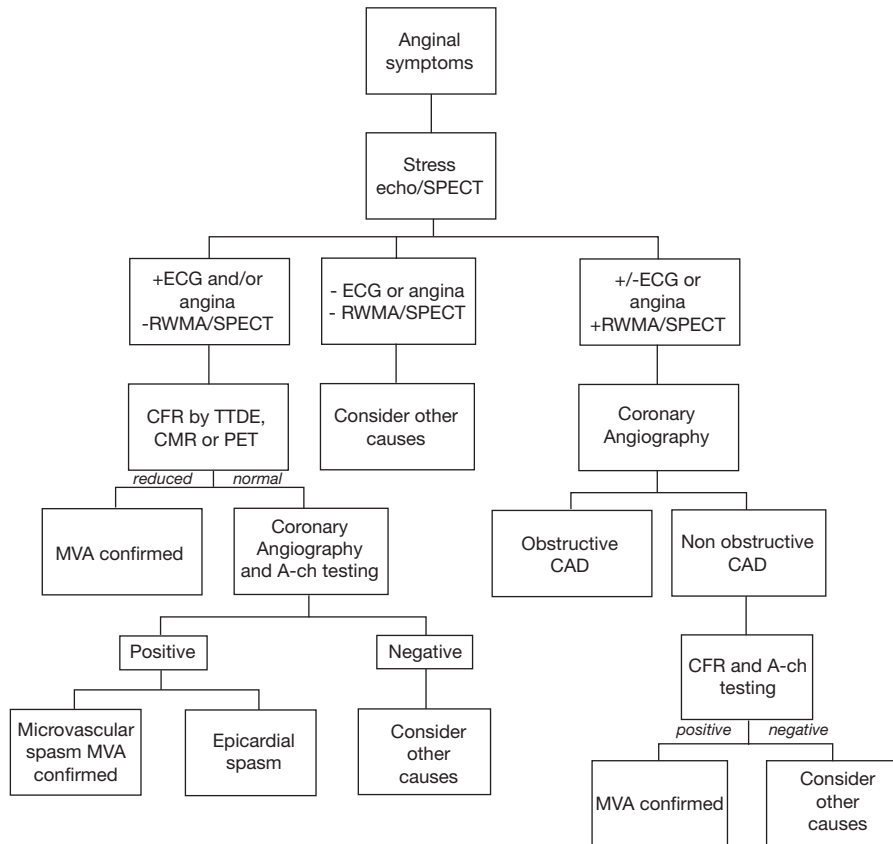 Anginal
symptoms
Stress
echo/SPECT
+ECG and/or
angina
-RWMA/SPECT
- ECG or angina
- RWMA/SPECT
+/-ECG or
angina
+RWMA/SPECT
CFR by TTDE,
CMR or PET
Consider other
causes
Coronary
Angiography
reduced
normal
MVA confirmed
Coronary
Angiography
and A-ch testing
Obstructive
CAD
Non obstructive
CAD
Positive
Negative
CFR and A-ch
testing
Microvascular
spasm MVA
confirmed
Epicardial
spasm
Consider
other
causes
positive
negative
MVA confirmed
Consider
other
causes